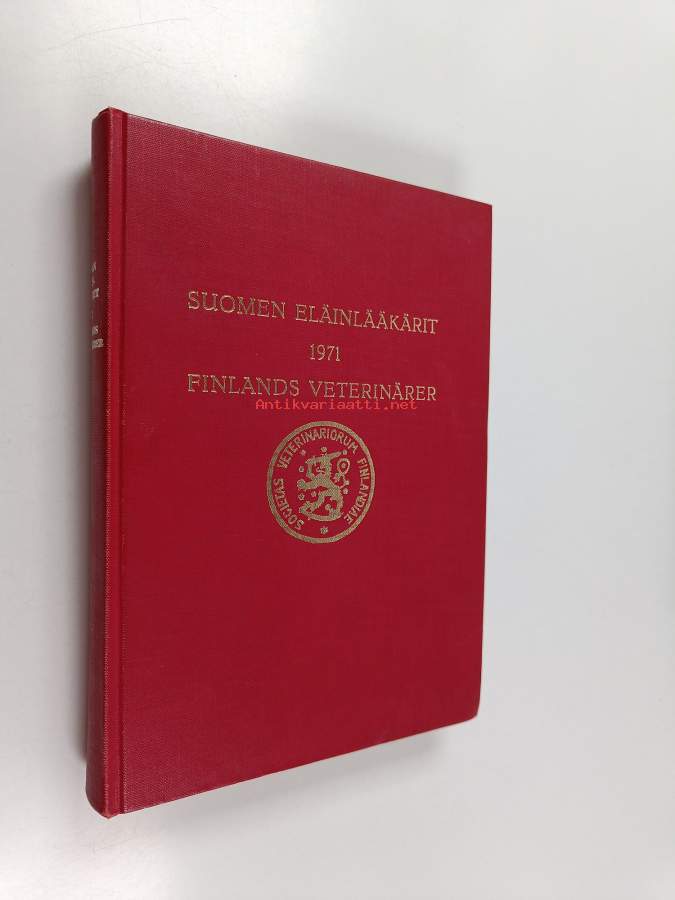 SUOMEN ELÄINLÄÄKÄRIT
1971
FINLANDS VETERINÄRER
Antikvariaatti.net
SOCIETAS VETERINARIORUM FINLANDIAE